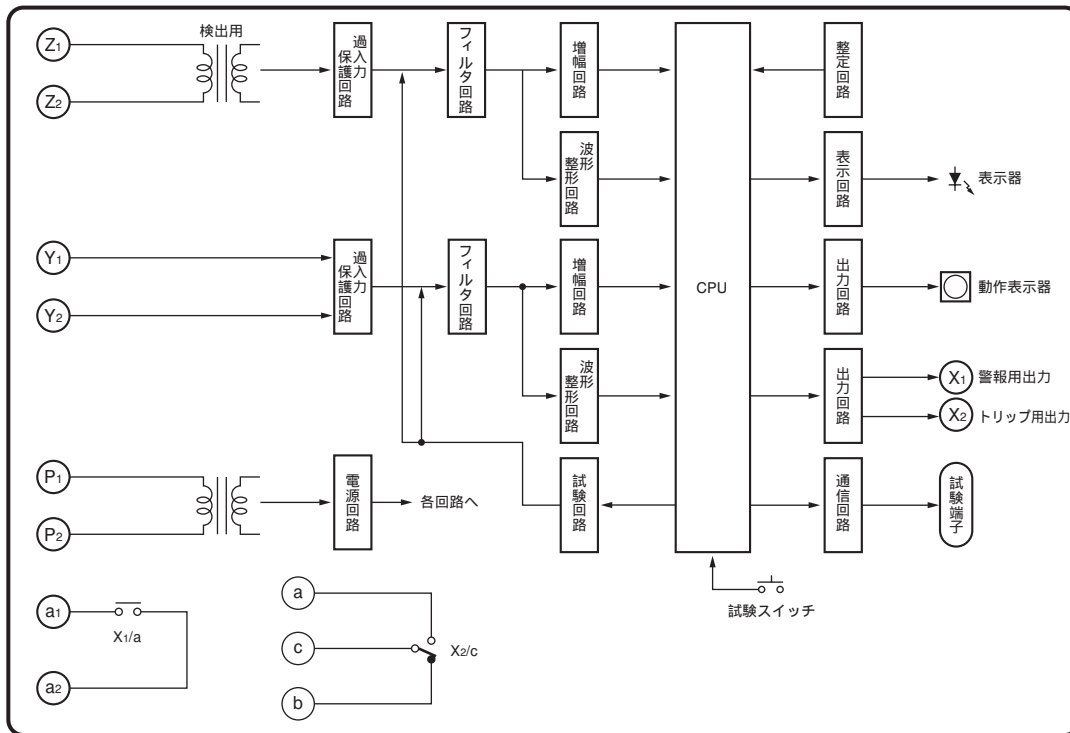 Z1
検出用
過入力
保護回路
フィルタ回路
増幅回路
整定回路
Z2
波形
整形回路
表示回路
表示器
Y1
過入力
保護回路
フィルタ回路
増幅回路
CPU
出力回路
動作表示器
Y2
波形
整形回路
出力回路
X1
警報用出力
X2
トリップ用出力
P1
電源回路
各回路へ
試験回路
通信回路
試験端子
P2
試験スイッチ
a1
X1/a
a2
a
c
X2/c
b